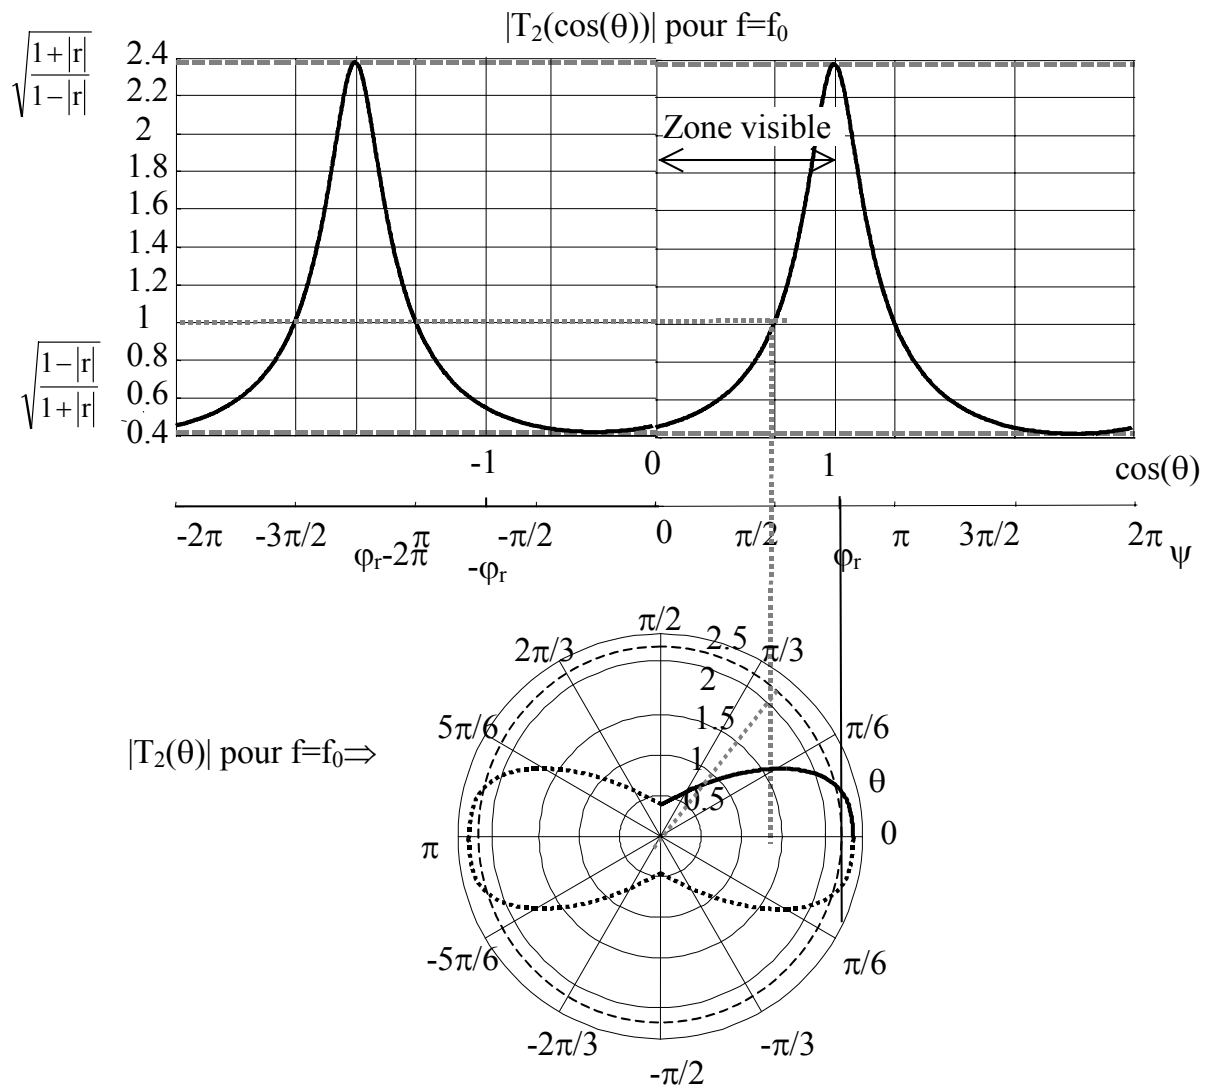 |T₂(cos(θ))| pour f=f₀
√((1+|r|)/(1−|r|))
2.4
2.2
2
1.8
1.6
1.4
1.2
1
0.8
0.6
0.4
√((1−|r|)/(1+|r|))
Zone visible
-1 0 1 cos(θ)
-2π -3π/2 π -π/2 0 π/2 π 3π/2 2π ψ
φᵣ-2π -φᵣ φᵣ
|T₂(θ)| pour f=f₀⇒
π/2
2π/3 2.5 π/3
2
5π/6 1.5 π/6
1
0.5 θ
π 0
-5π/6 π/6
-2π/3 -π/3
-π/2